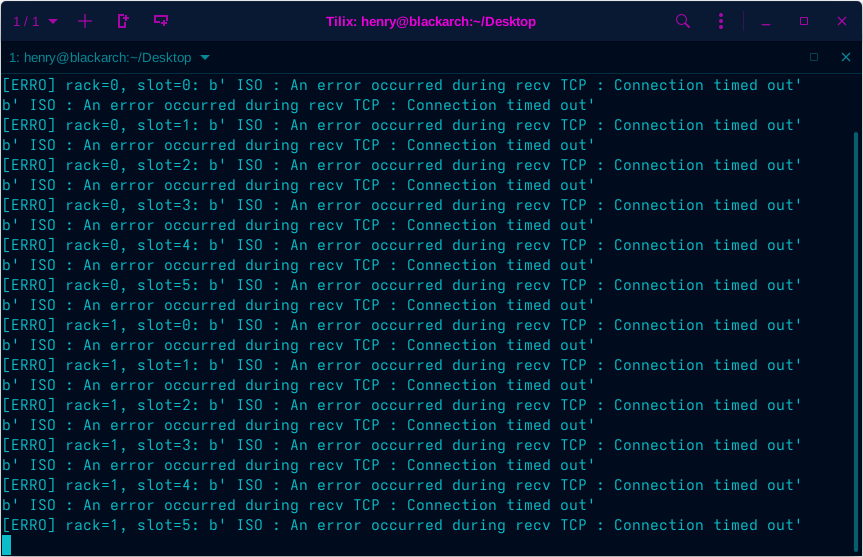 1 / 1
Tilix: henry@blackarch:~/Desktop
1: henry@blackarch:~/Desktop
[ERRO] rack=0, slot=0: b' ISO : An error occurred during recv TCP : Connection timed out'
b' ISO : An error occurred during recv TCP : Connection timed out'
[ERRO] rack=0, slot=1: b' ISO : An error occurred during recv TCP : Connection timed out'
b' ISO : An error occurred during recv TCP : Connection timed out'
[ERRO] rack=0, slot=2: b' ISO : An error occurred during recv TCP : Connection timed out'
b' ISO : An error occurred during recv TCP : Connection timed out'
[ERRO] rack=0, slot=3: b' ISO : An error occurred during recv TCP : Connection timed out'
b' ISO : An error occurred during recv TCP : Connection timed out'
[ERRO] rack=0, slot=4: b' ISO : An error occurred during recv TCP : Connection timed out'
b' ISO : An error occurred during recv TCP : Connection timed out'
[ERRO] rack=0, slot=5: b' ISO : An error occurred during recv TCP : Connection timed out'
b' ISO : An error occurred during recv TCP : Connection timed out'
[ERRO] rack=1, slot=0: b' ISO : An error occurred during recv TCP : Connection timed out'
b' ISO : An error occurred during recv TCP : Connection timed out'
[ERRO] rack=1, slot=1: b' ISO : An error occurred during recv TCP : Connection timed out'
b' ISO : An error occurred during recv TCP : Connection timed out'
[ERRO] rack=1, slot=2: b' ISO : An error occurred during recv TCP : Connection timed out'
b' ISO : An error occurred during recv TCP : Connection timed out'
[ERRO] rack=1, slot=3: b' ISO : An error occurred during recv TCP : Connection timed out'
b' ISO : An error occurred during recv TCP : Connection timed out'
[ERRO] rack=1, slot=4: b' ISO : An error occurred during recv TCP : Connection timed out'
b' ISO : An error occurred during recv TCP : Connection timed out'
[ERRO] rack=1, slot=5: b' ISO : An error occurred during recv TCP : Connection timed out'